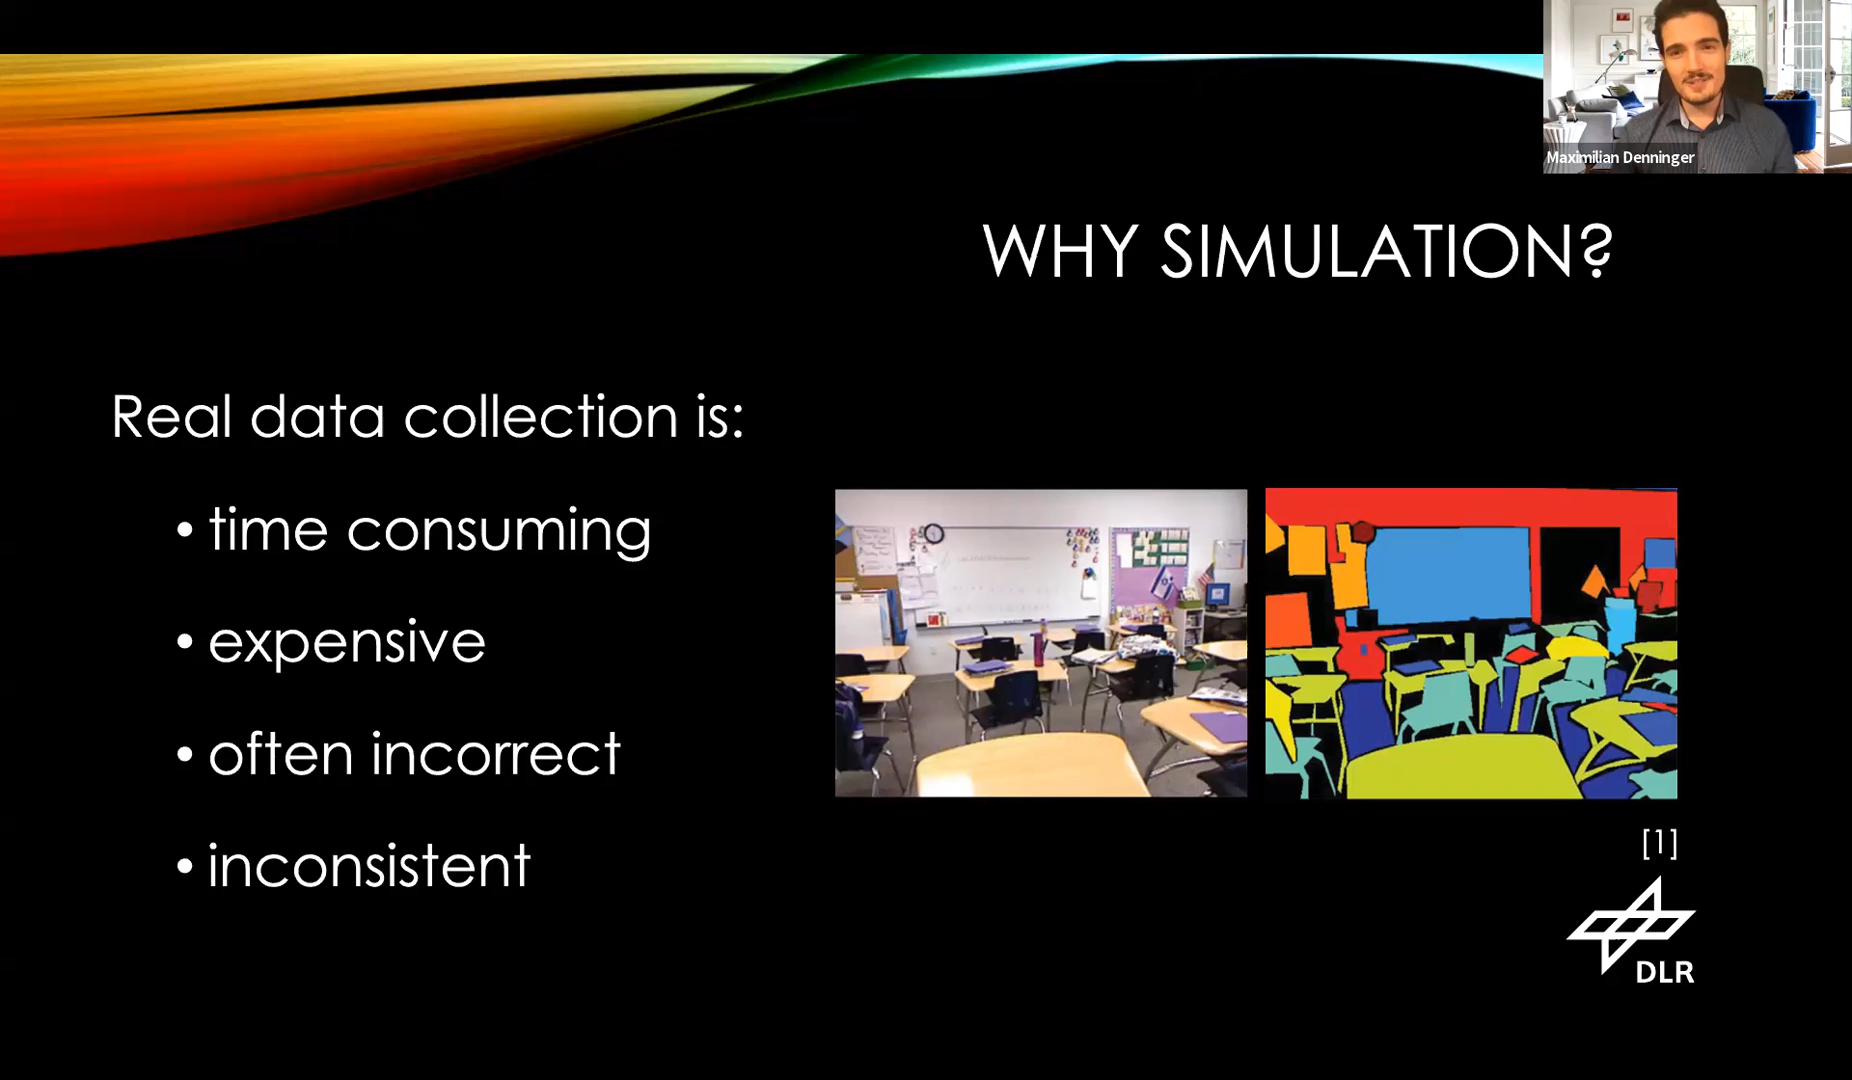 Maximilian Denninger
WHY SIMULATION?
Real data collection is:
• time consuming
• expensive
• often incorrect
• inconsistent
[1]
DLR